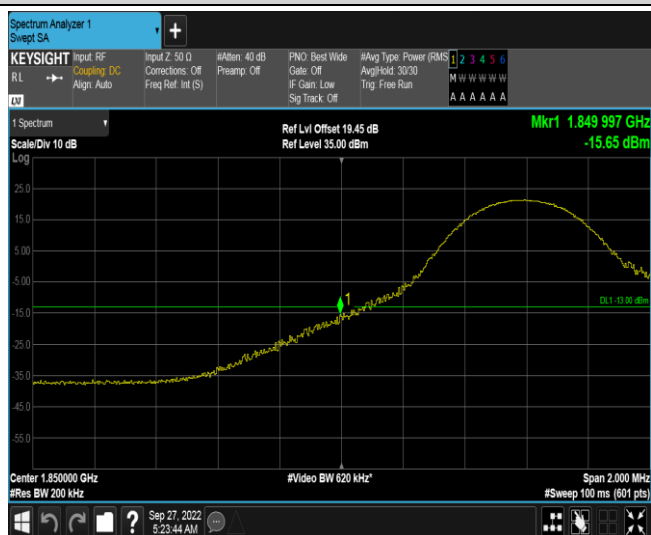 Spectrum Analyzer 1
Swept SA
+
KEYSIGHT
RL
Input: RF
Coupling: DC
Align: Auto
Input Z: 50 Ω
Corrections: Off
Freq Ref: Int (S)
#Atten: 40 dB
Preamp: Off
PNO: Best Wide
Gate: Off
IF Gain: Low
Sig Track: Off
#Avg Type: Power (RMS
Avg|Hold: 30/30
Trig: Free Run
1 2 3 4 5 6
M W W W W W
A A A A A A
LXI
1 Spectrum
Scale/Div 10 dB
Ref Lvl Offset 19.45 dB
Ref Level 35.00 dBm
Mkr1 1.849 997 GHz
-15.65 dBm
Log
25.0
15.0
5.00
-5.00
-15.0
-25.0
-35.0
-45.0
-55.0
1
DL1 -13.00 dBm
Center 1.850000 GHz
#Video BW 620 kHz*
Span 2.000 MHz
#Res BW 200 kHz
#Sweep 100 ms (601 pts)
?
Sep 27, 2022
5:23:44 AM